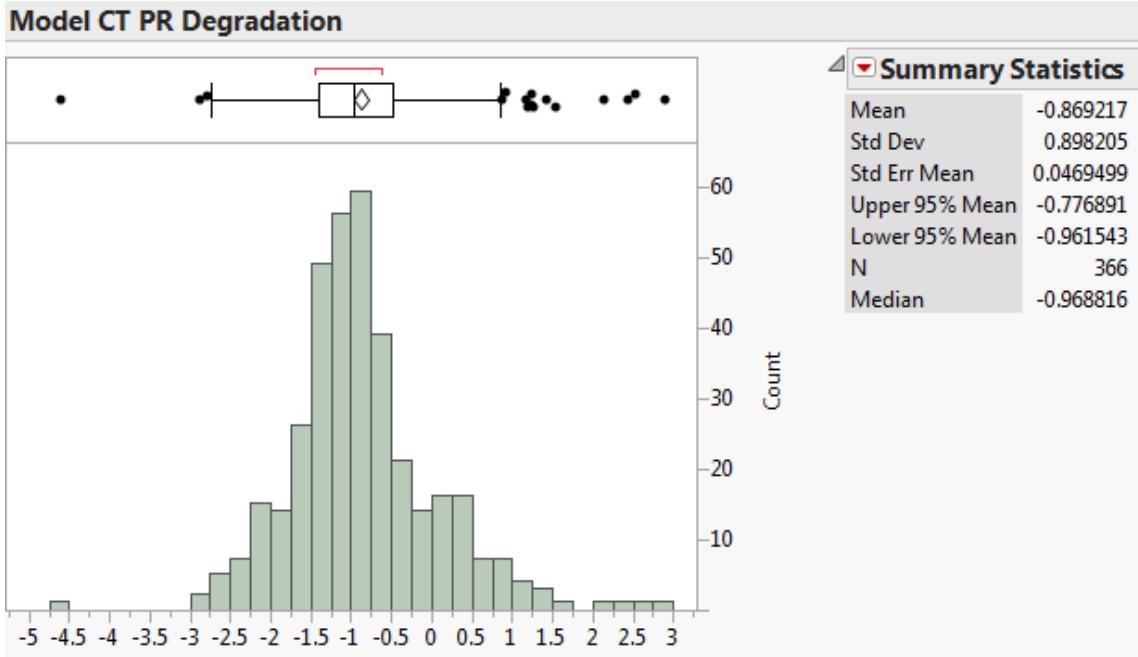 Model CT PR Degradation
Summary Statistics
Mean -0.869217
Std Dev 0.898205
Std Err Mean 0.0469499
Upper 95% Mean -0.776891
Lower 95% Mean -0.961543
N 366
Median -0.968816
60
50
40
30
20
10
Count
-5 -4.5 -4 -3.5 -3 -2.5 -2 -1.5 -1 -0.5 0 0.5 1 1.5 2 2.5 3